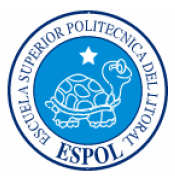 ESCUELA SUPERIOR POLITECNICA DEL LITORAL
ESPOL